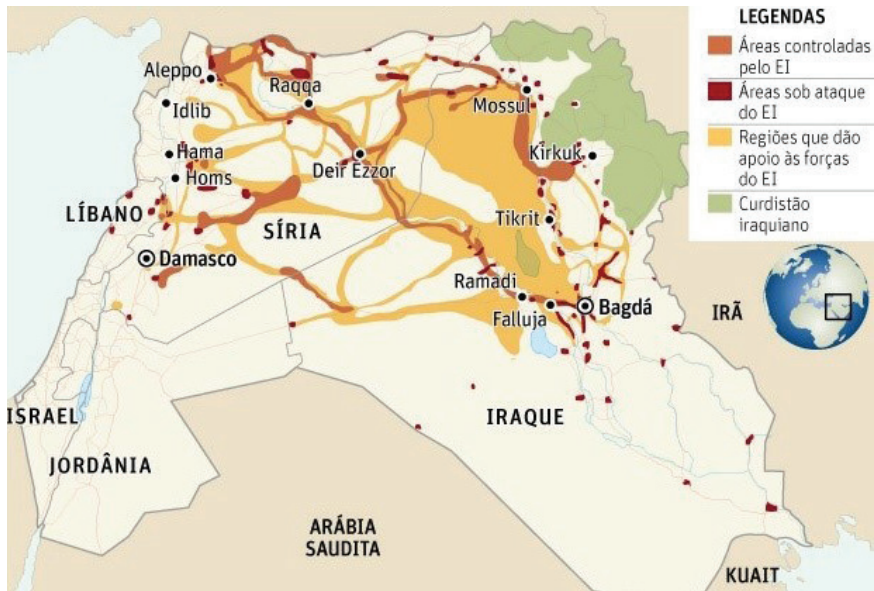 LEGENDAS
Áreas controladas
pelo EI
Áreas sob ataque
do EI
Regiões que dão
apoio às forças
do EI
Curdistão
iraquiano
Aleppo
Raqqa
Mossul
Idlib
Hama
Deir Ezzor
Kirkuk
Homs
LÍBANO
SÍRIA
Tikrit
Damasco
Ramadi
Bagdá
IRÃ
Falluja
ISRAEL
IRAQUE
JORDÂNIA
ARÁBIA
SAUDITA
KUAIT